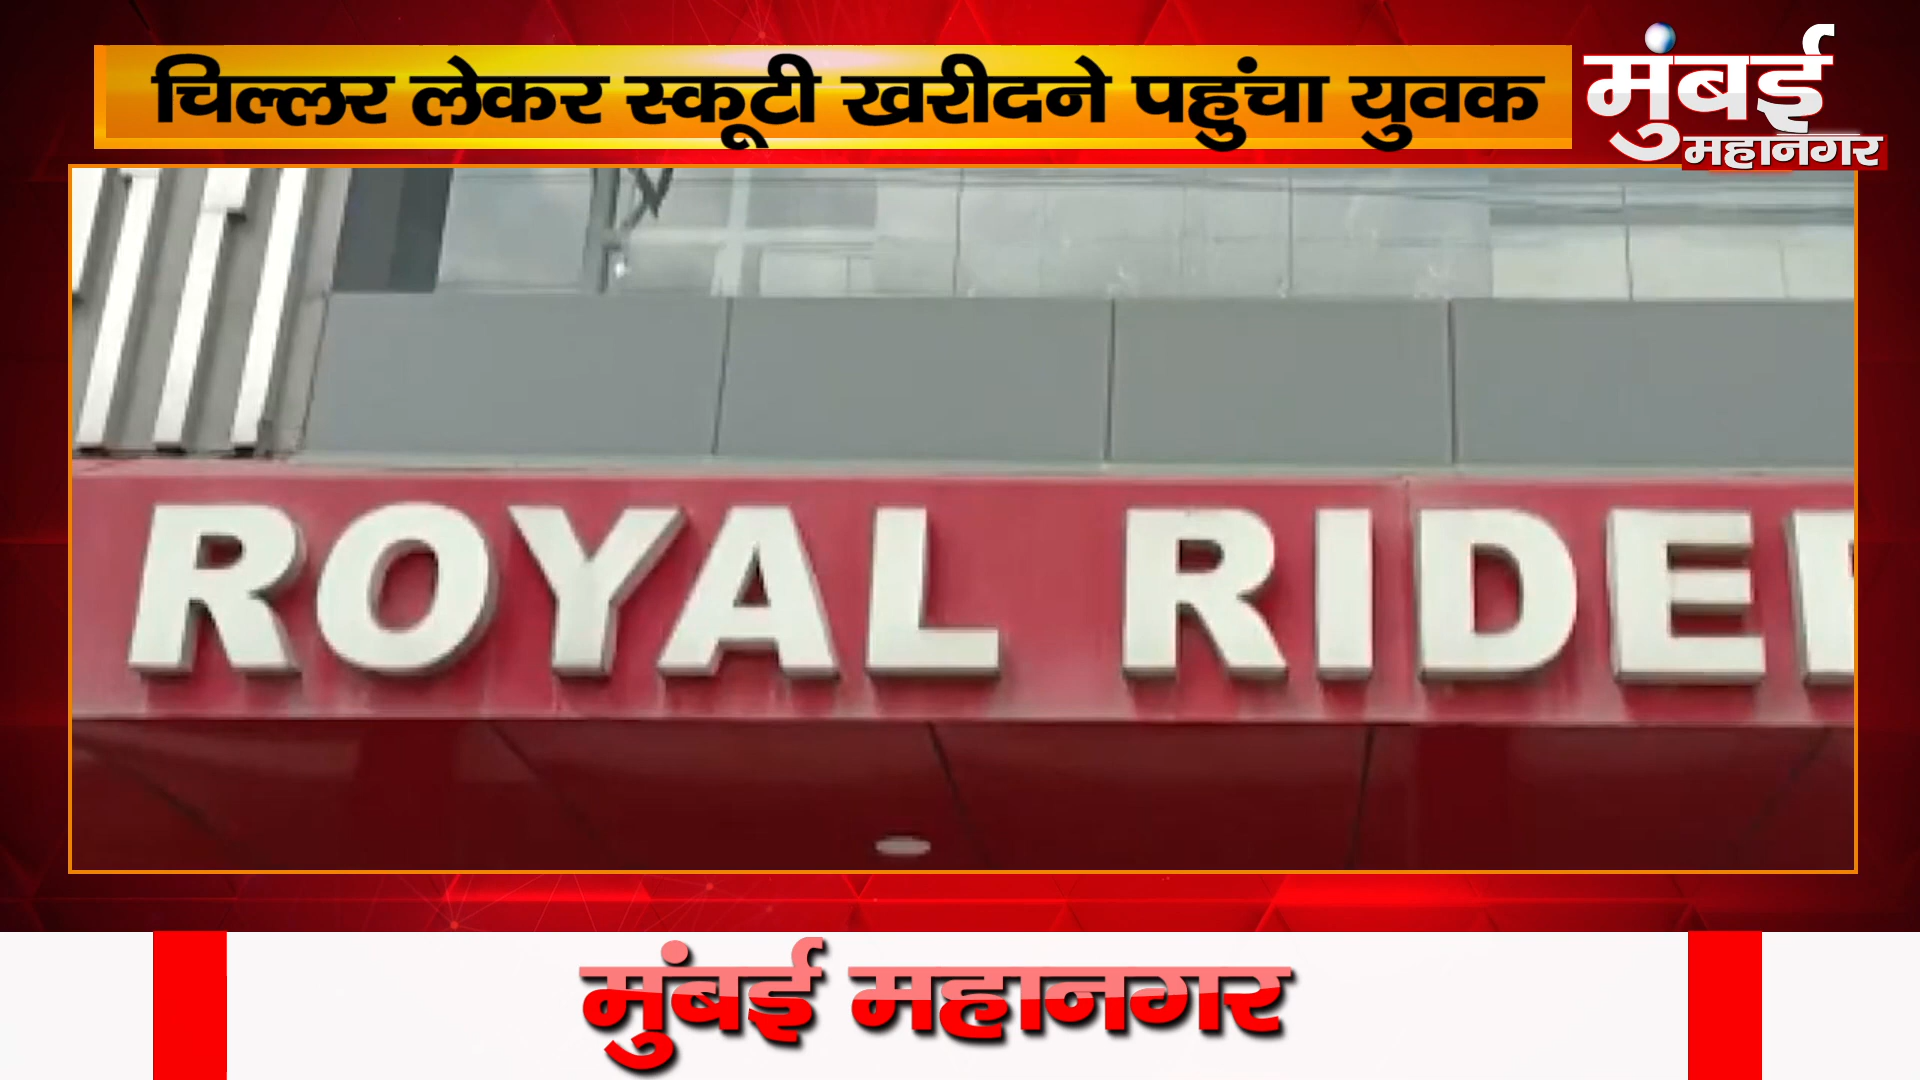 चिल्लर लेकर स्कूटी खरीदने पहुंचा युवक
मुंबई
महानगर
ROYAL RIDE
मुंबई महानगर